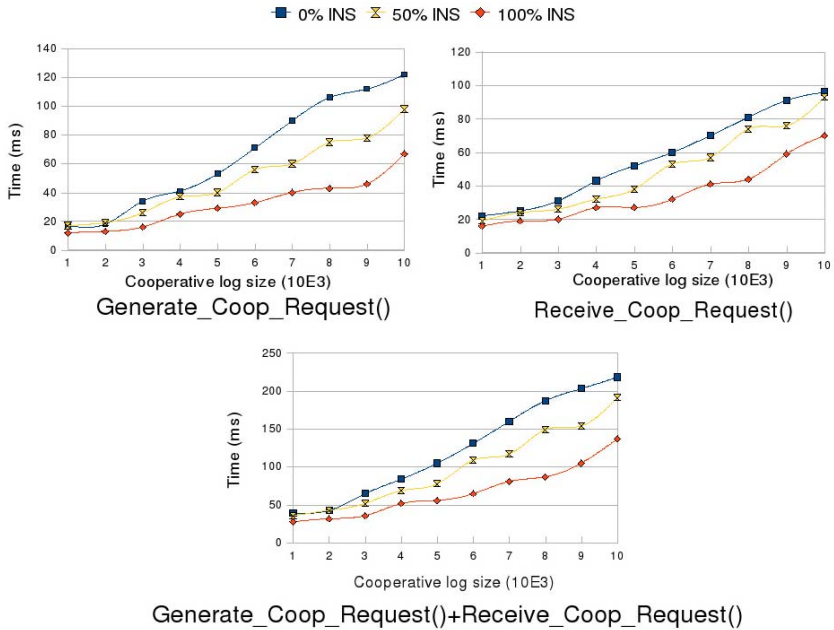 0% INS 50% INS 100% INS
140
120
100
80
60
40
20
0
Time (ms)
1 2 3 4 5 6 7 8 9 10
Cooperative log size (10E3)
Generate_Coop_Request()
120
100
80
60
40
20
0
Time (ms)
1 2 3 4 5 6 7 8 9 10
Cooperative log size (10E3)
Receive_Coop_Request()
250
200
150
100
50
0
Time (ms)
1 2 3 4 5 6 7 8 9 10
Cooperative log size (10E3)
Generate_Coop_Request()+Receive_Coop_Request()